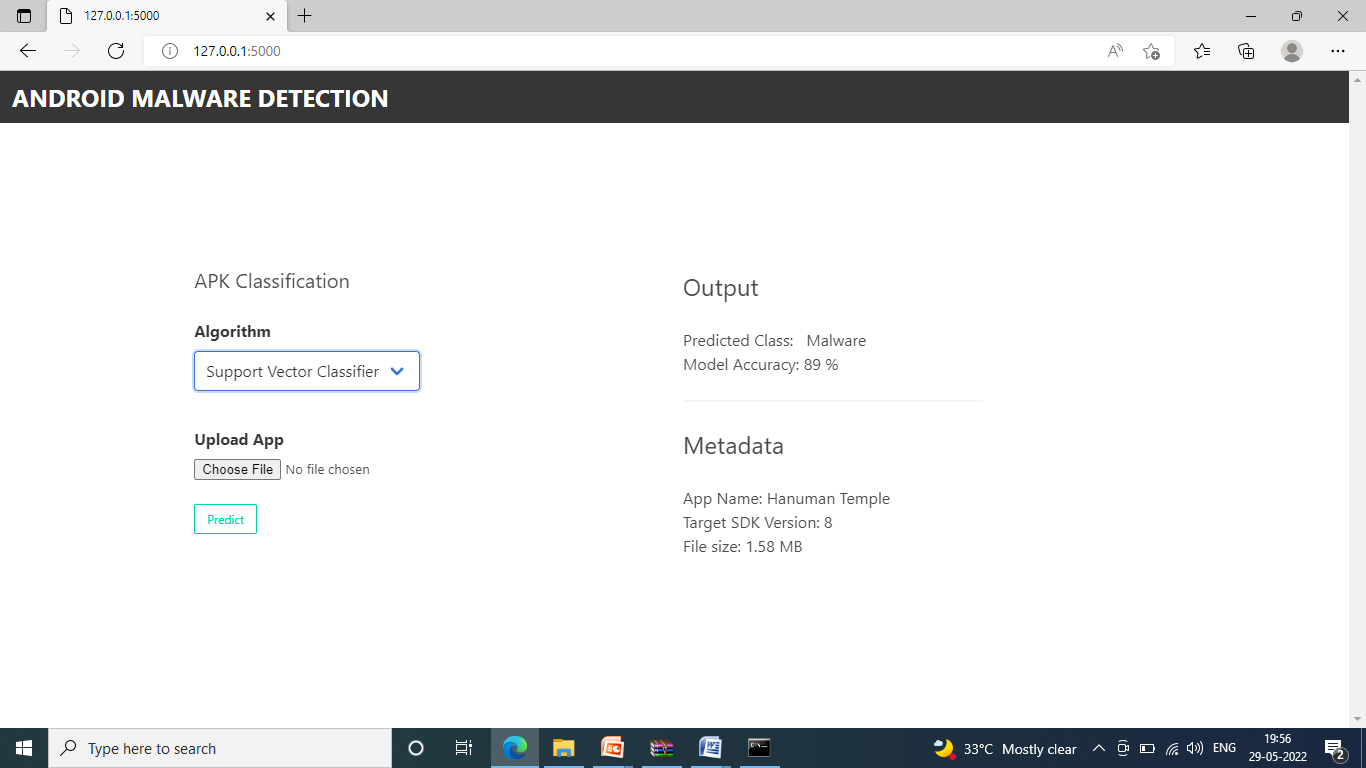 127.0.0.1:5000
127.0.0.1:5000
ANDROID MALWARE DETECTION
APK Classification
Algorithm
Support Vector Classifier
Upload App
Choose File No file chosen
Predict
Output
Predicted Class: Malware
Model Accuracy: 89 %
Metadata
App Name: Hanuman Temple
Target SDK Version: 8
File size: 1.58 MB
Type here to search
33°C Mostly clear
ENG
19:56
29-05-2022
2